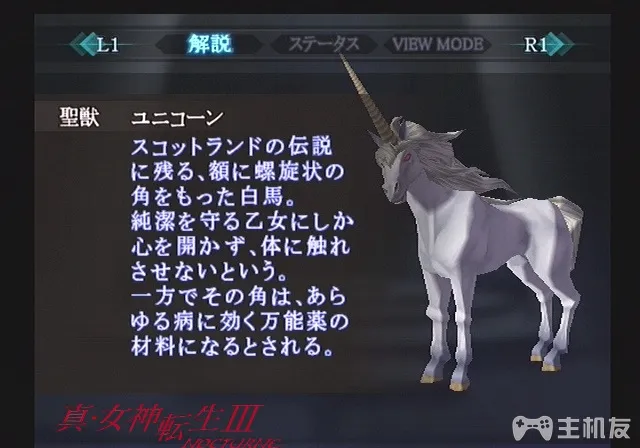 L1 解説 ステータス VIEW MODE R1
聖獣 ユニコーン
スコットランドの伝説
に残る、額に螺旋状の
角をもった白馬。
純潔を守る乙女にしか
心を開かず、体に触れ
させないという。
一方でその角は、あら
ゆる病に効く万能薬の
材料になるとされる。
真・女神転生III
NOCTURNE
主机友